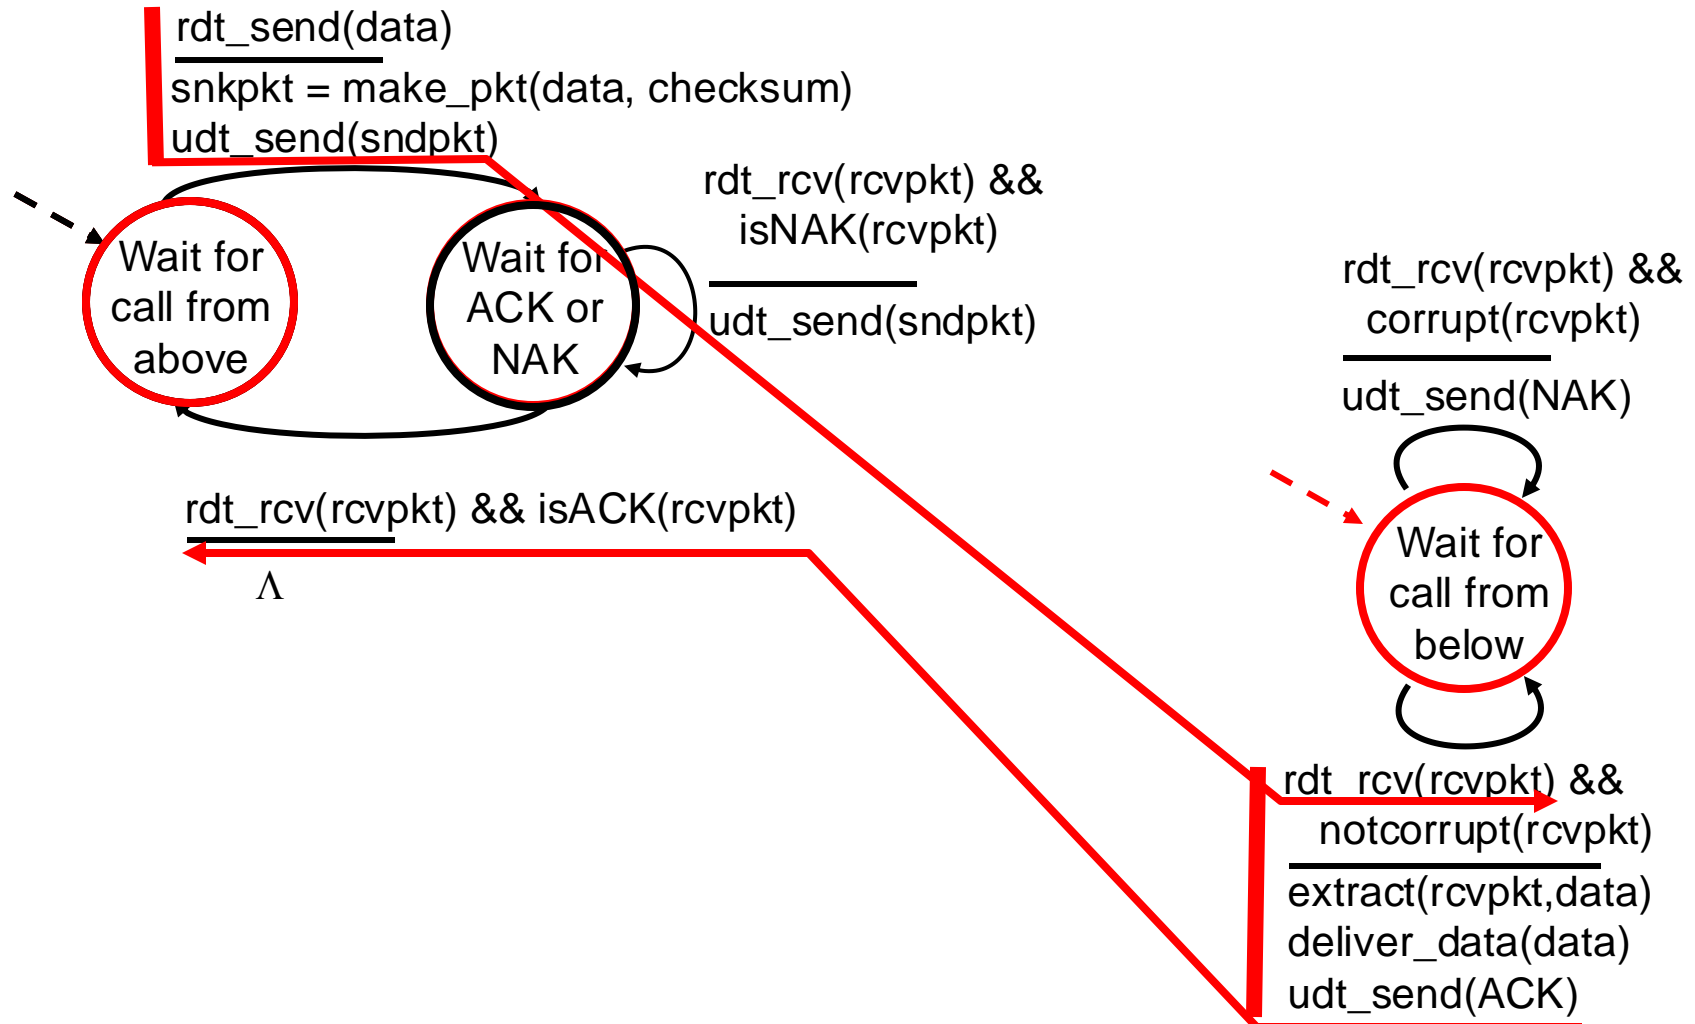 rdt_send(data)
snkpkt = make_pkt(data, checksum)
udt_send(sndpkt)
rdt_rcv(rcvpkt) &&
isNAK(rcvpkt)
udt_send(sndpkt)
Wait for
call from
above
Wait for
ACK or
NAK
rdt_rcv(rcvpkt) && isACK(rcvpkt)
Λ
rdt_rcv(rcvpkt) &&
corrupt(rcvpkt)
udt_send(NAK)
Wait for
call from
below
rdt_rcv(rcvpkt) &&
notcorrupt(rcvpkt)
extract(rcvpkt,data)
deliver_data(data)
udt_send(ACK)